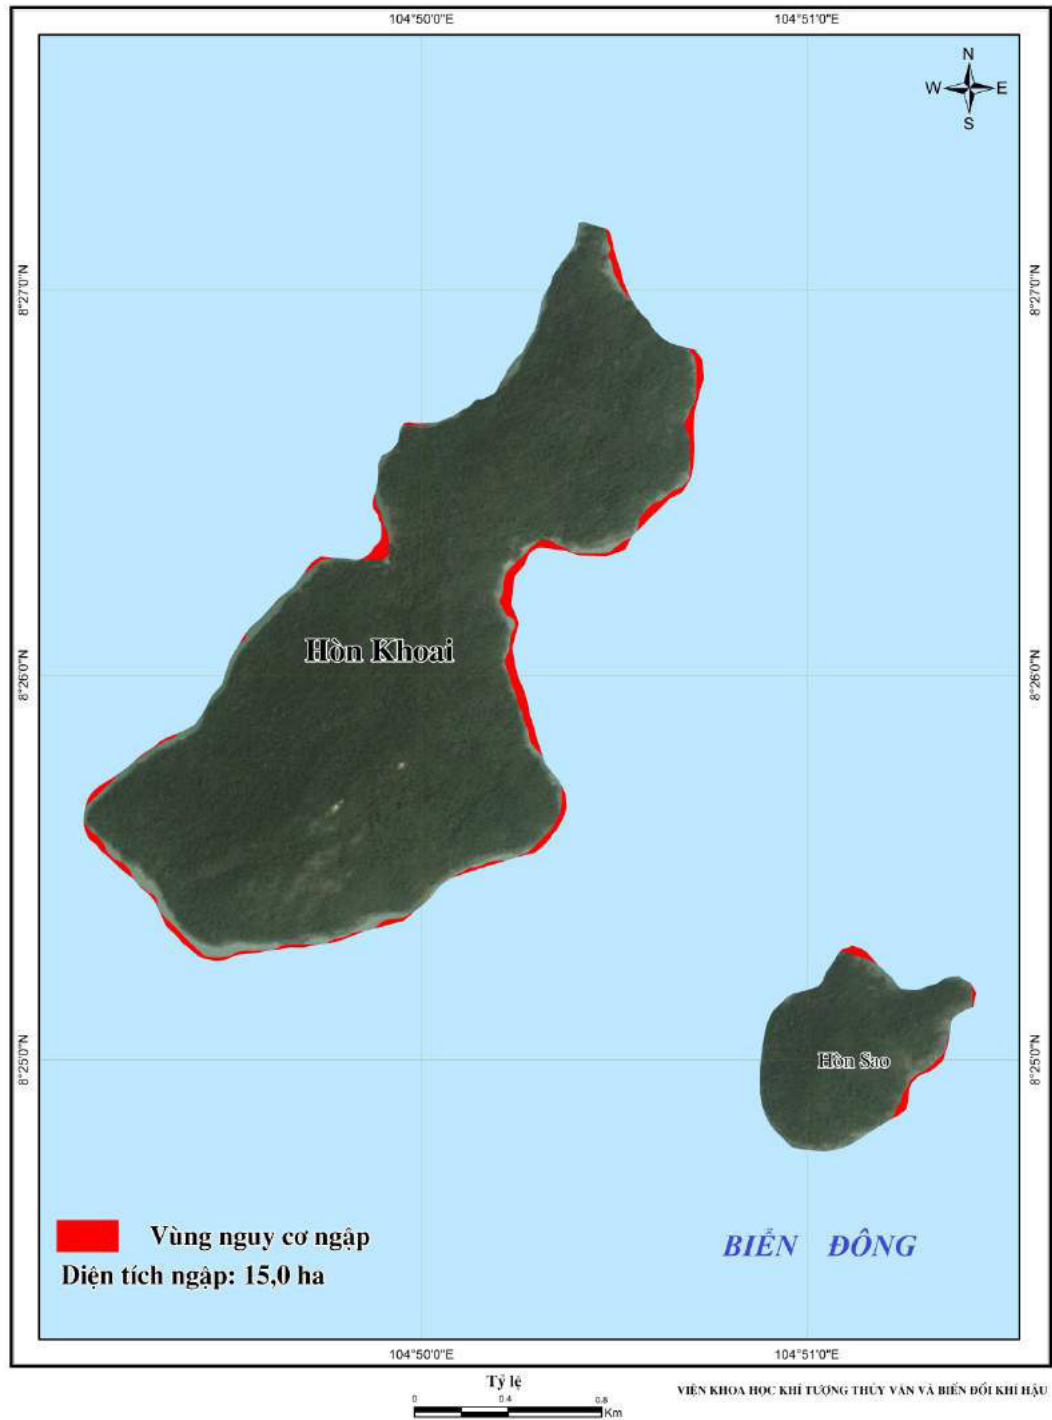 104°50'0"E 104°51'0"E
N
W E
S
8°27'0"N 8°27'0"N
Hòn Khoai
8°26'0"N 8°26'0"N
Hòn Sao
8°25'0"N 8°25'0"N
Vùng nguy cơ ngập
Diện tích ngập: 15,0 ha
BIỂN ĐÔNG
104°50'0"E 104°51'0"E
Tỷ lệ
0 0.4 0.8
Km
VIỆN KHOA HỌC KHÍ TƯỢNG THỦY VĂN VÀ BIẾN ĐỔI KHÍ HẬU